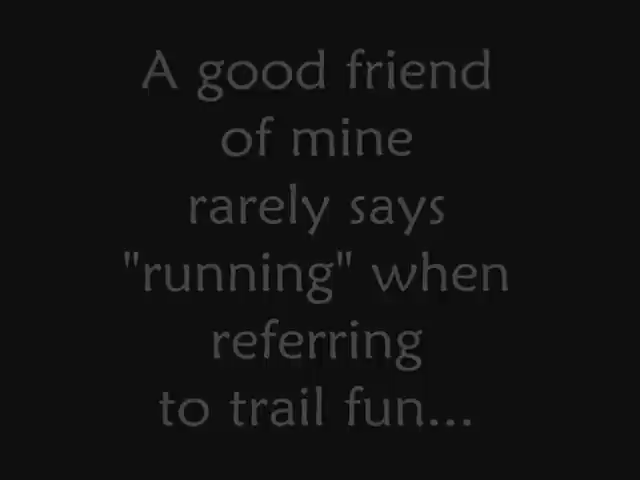 A good friend
of mine
rarely says
"running" when
referring
to trail fun...